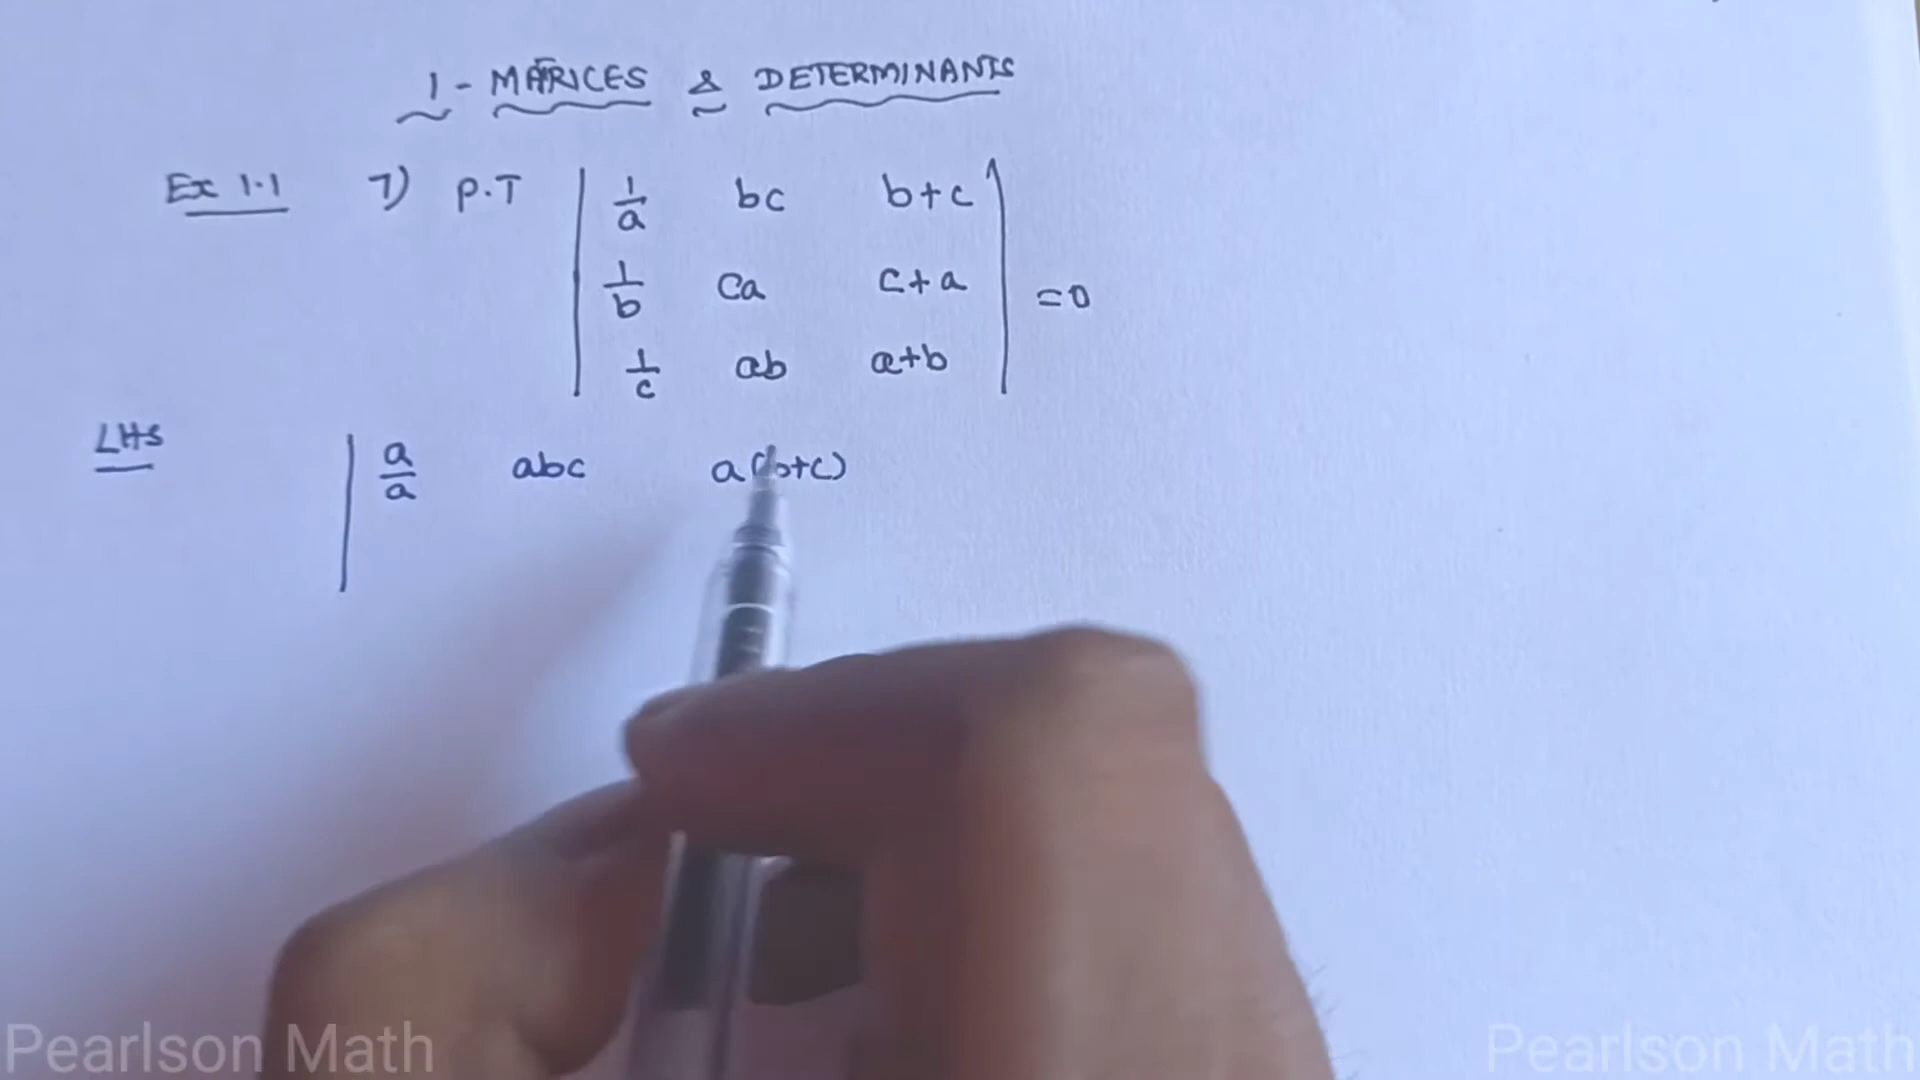 1 - MATRICES & DETERMINANTS
Ex 1.1 7) P.T | 1/a bc b+c |
| 1/b ca c+a | =0
| 1/c ab a+b |
LHS | a/a abc a(b+c)
Pearlson Math Pearlson Math